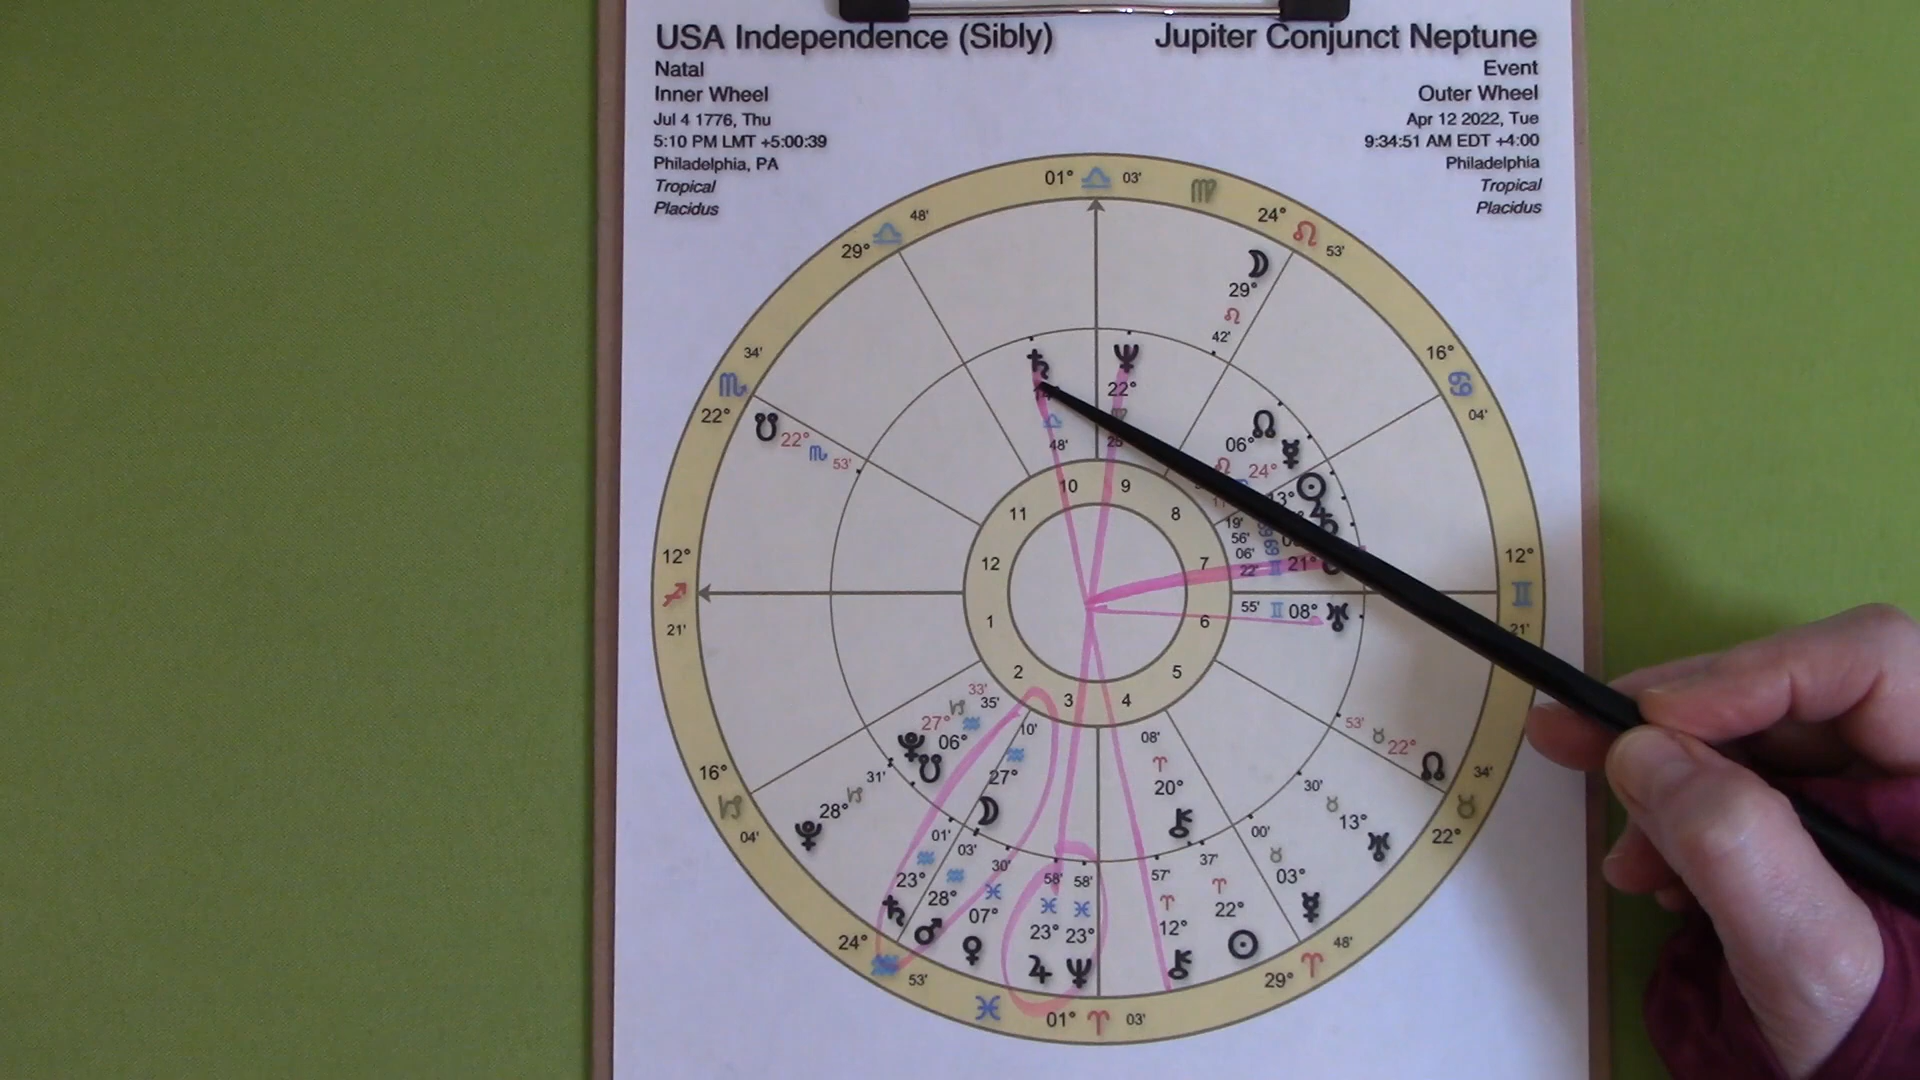 USA Independence (Sibly)
Natal
Inner Wheel
Jul 4 1776, Thu
5:10 PM LMT +5:00:39
Philadelphia, PA
Tropical
Placidus
Jupiter Conjunct Neptune
Event
Outer Wheel
Apr 12 2022, Tue
9:34:51 AM EDT +4:00
Philadelphia
Tropical
Placidus
01° ♎ 03'
♍
24° ♌ 53'
16° ♋ 04'
12° ♊ 21'
22° ♉ 34'
29° ♈ 48'
01° ♈ 03'
♓
24° ♒ 53'
16° ♑ 04'
12° ♐ 21'
22° ♏ 34'
29° ♎ 48'
☽ 29° ♌ 42'
☋ 22° ♏ 53'
♄ ♎ 48'
♆ 22° ♍
☊ 06° ♌
☿ 24°
☉ 13° 19'
♃ 56'
♀ 06'
21° ♊ 22'
♅ 08° ♊ 55'
☊ 22° ♉ 53'
♅ 13° ♉ 30'
☿ 03° ♉ 00'
☉ 22° ♈ 37'
⚷ 20° ♈ 08'
⚷ 12° ♈ 57'
♆ 23° ♓ 58'
♃ 23° ♓ 58'
♀ 07° ♓ 30'
♂ 28° ♒ 03'
♄ 23° ♒ 01'
☽ 27° ♒ 10'
☋ 06° ♒ 35'
♇ 27° ♑ 33'
♇ 28° ♑ 31'
1
2
3
4
5
6
7
8
9
10
11
12